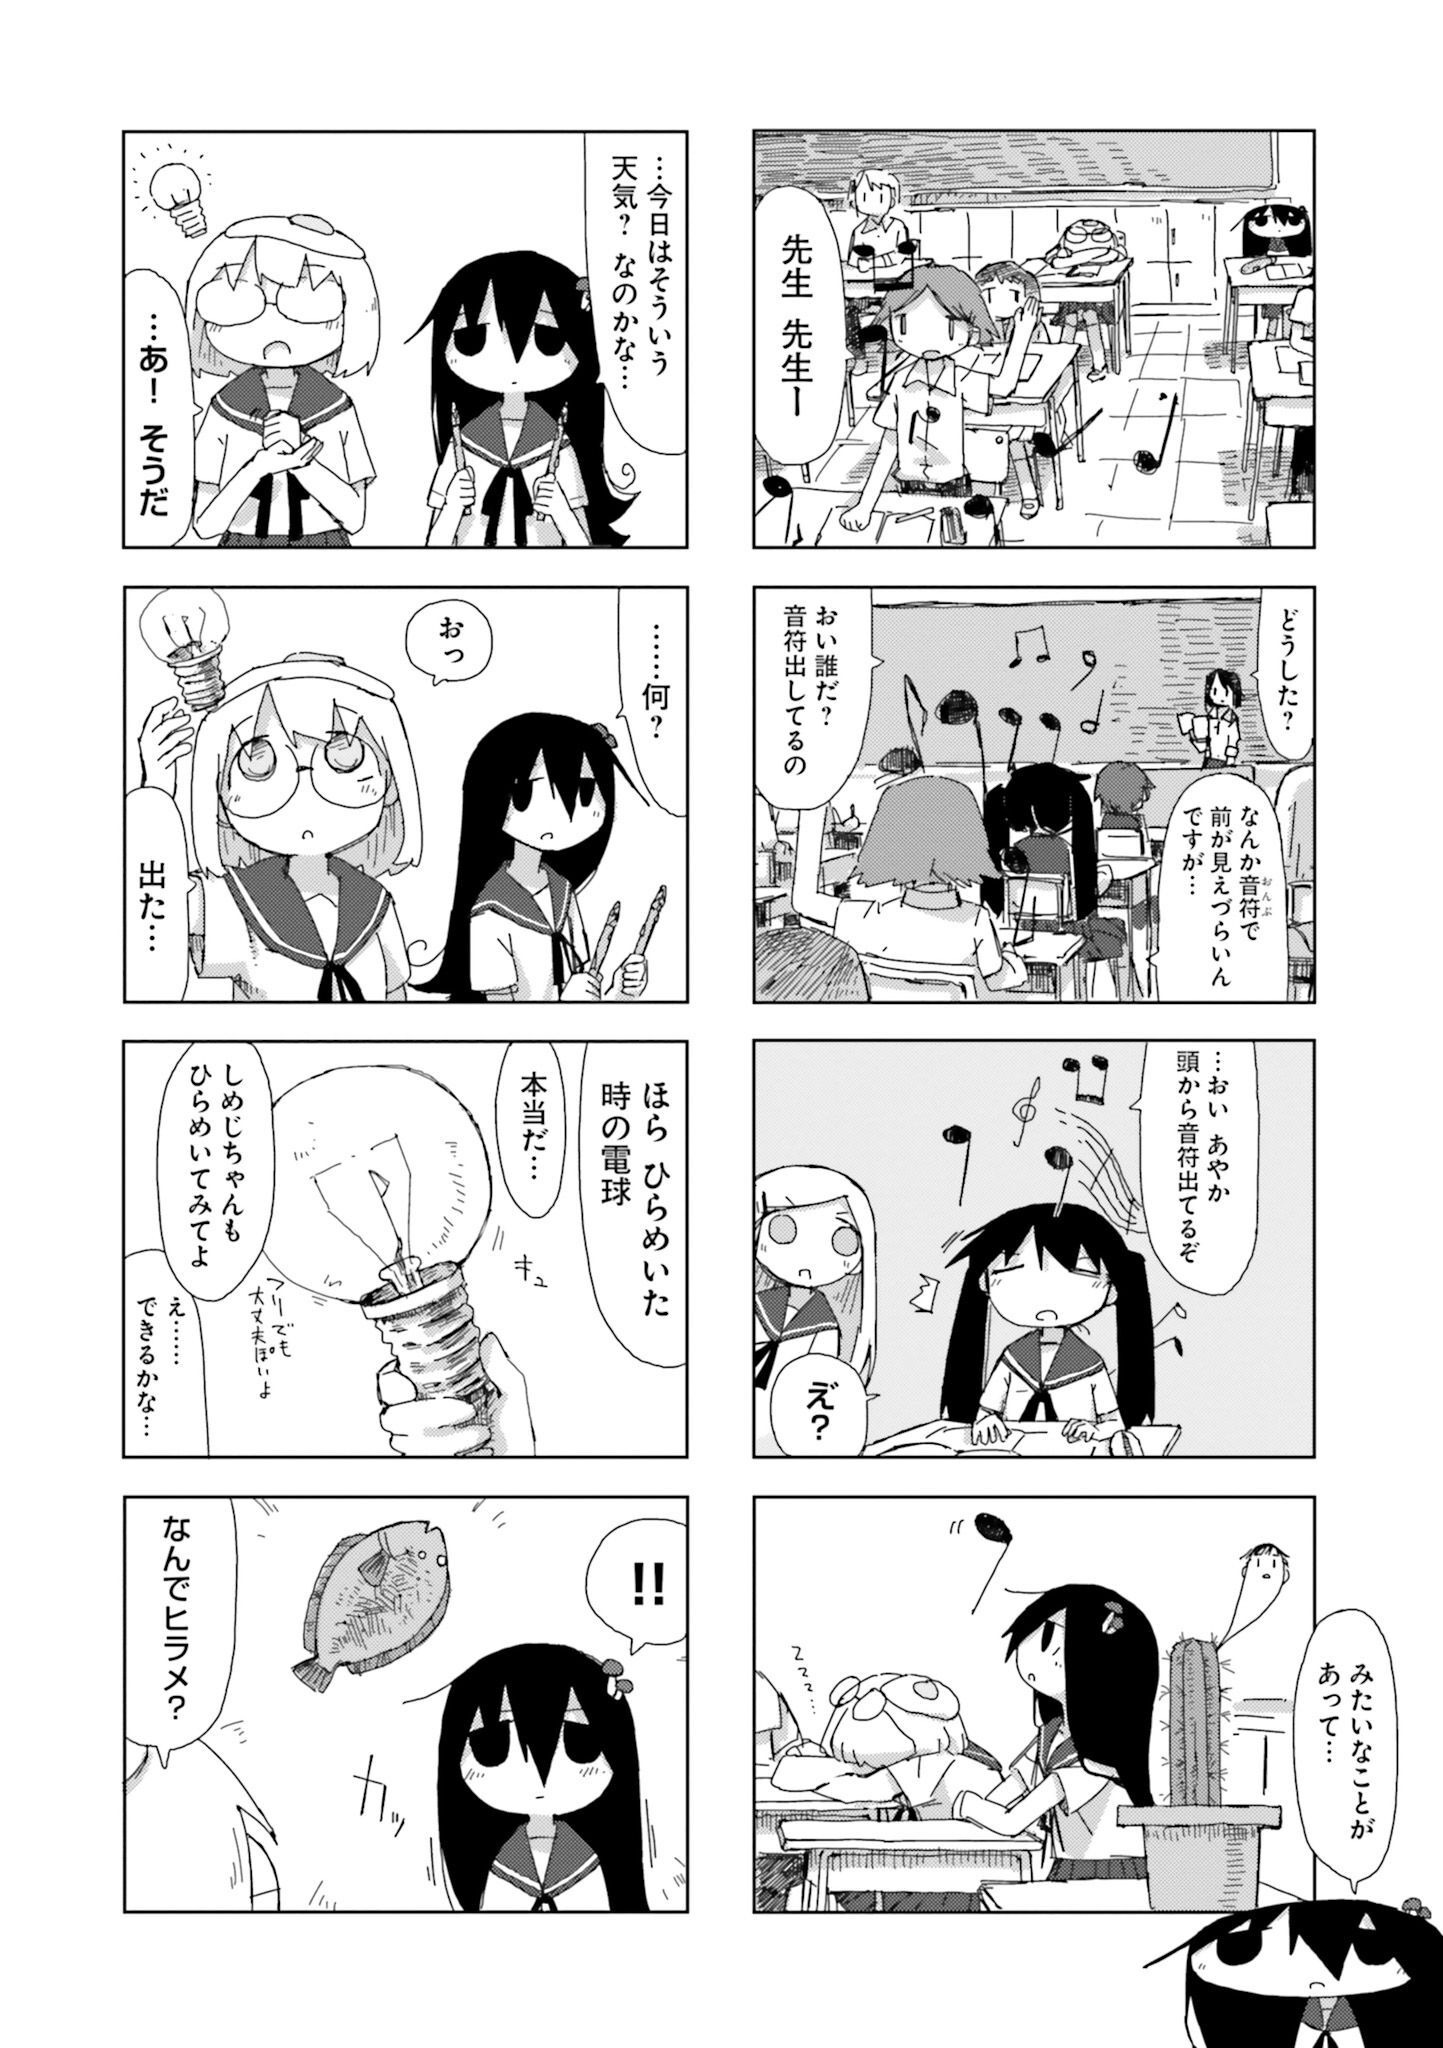 先生 先生ー
どうした?
なんか音符で
おんぷ
前が見えづらいん
ですが…
おい誰だ?
音符出してるの
…おい あやか
頭から音符出てるぞ
え゛?
Zzzz…
みたいなことが
あって…
…今日はそういう
天気? なのかな…
…あ! そうだ
……何?
おっ
出た…
ほら ひらめいた
時の電球
本当だ…
キュ
フリーでも
大丈夫ぽいよ
しめじちゃんも
ひらめいてみてよ
え……
できるかな…
!!
カッ
なんでヒラメ?